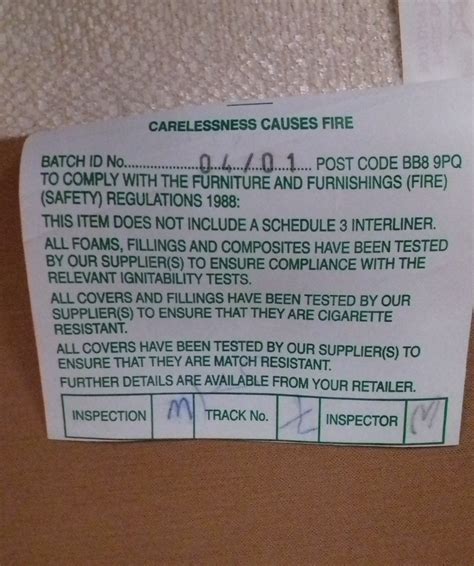 CARELESSNESS CAUSES FIRE
BATCH ID No. 04/01 POST CODE BB8 9PQ
TO COMPLY WITH THE FURNITURE AND FURNISHINGS (FIRE)
(SAFETY) REGULATIONS 1988:
THIS ITEM DOES NOT INCLUDE A SCHEDULE 3 INTERLINER.
ALL FOAMS, FILLINGS AND COMPOSITES HAVE BEEN TESTED
BY OUR SUPPLIER(S) TO ENSURE COMPLIANCE WITH THE
RELEVANT IGNITABILITY TESTS.
ALL COVERS AND FILLINGS HAVE BEEN TESTED BY OUR
SUPPLIER(S) TO ENSURE THAT THEY ARE CIGARETTE
RESISTANT.
ALL COVERS HAVE BEEN TESTED BY OUR SUPPLIER(S) TO
ENSURE THAT THEY ARE MATCH RESISTANT.
FURTHER DETAILS ARE AVAILABLE FROM YOUR RETAILER.
INSPECTION TRACK No. INSPECTOR